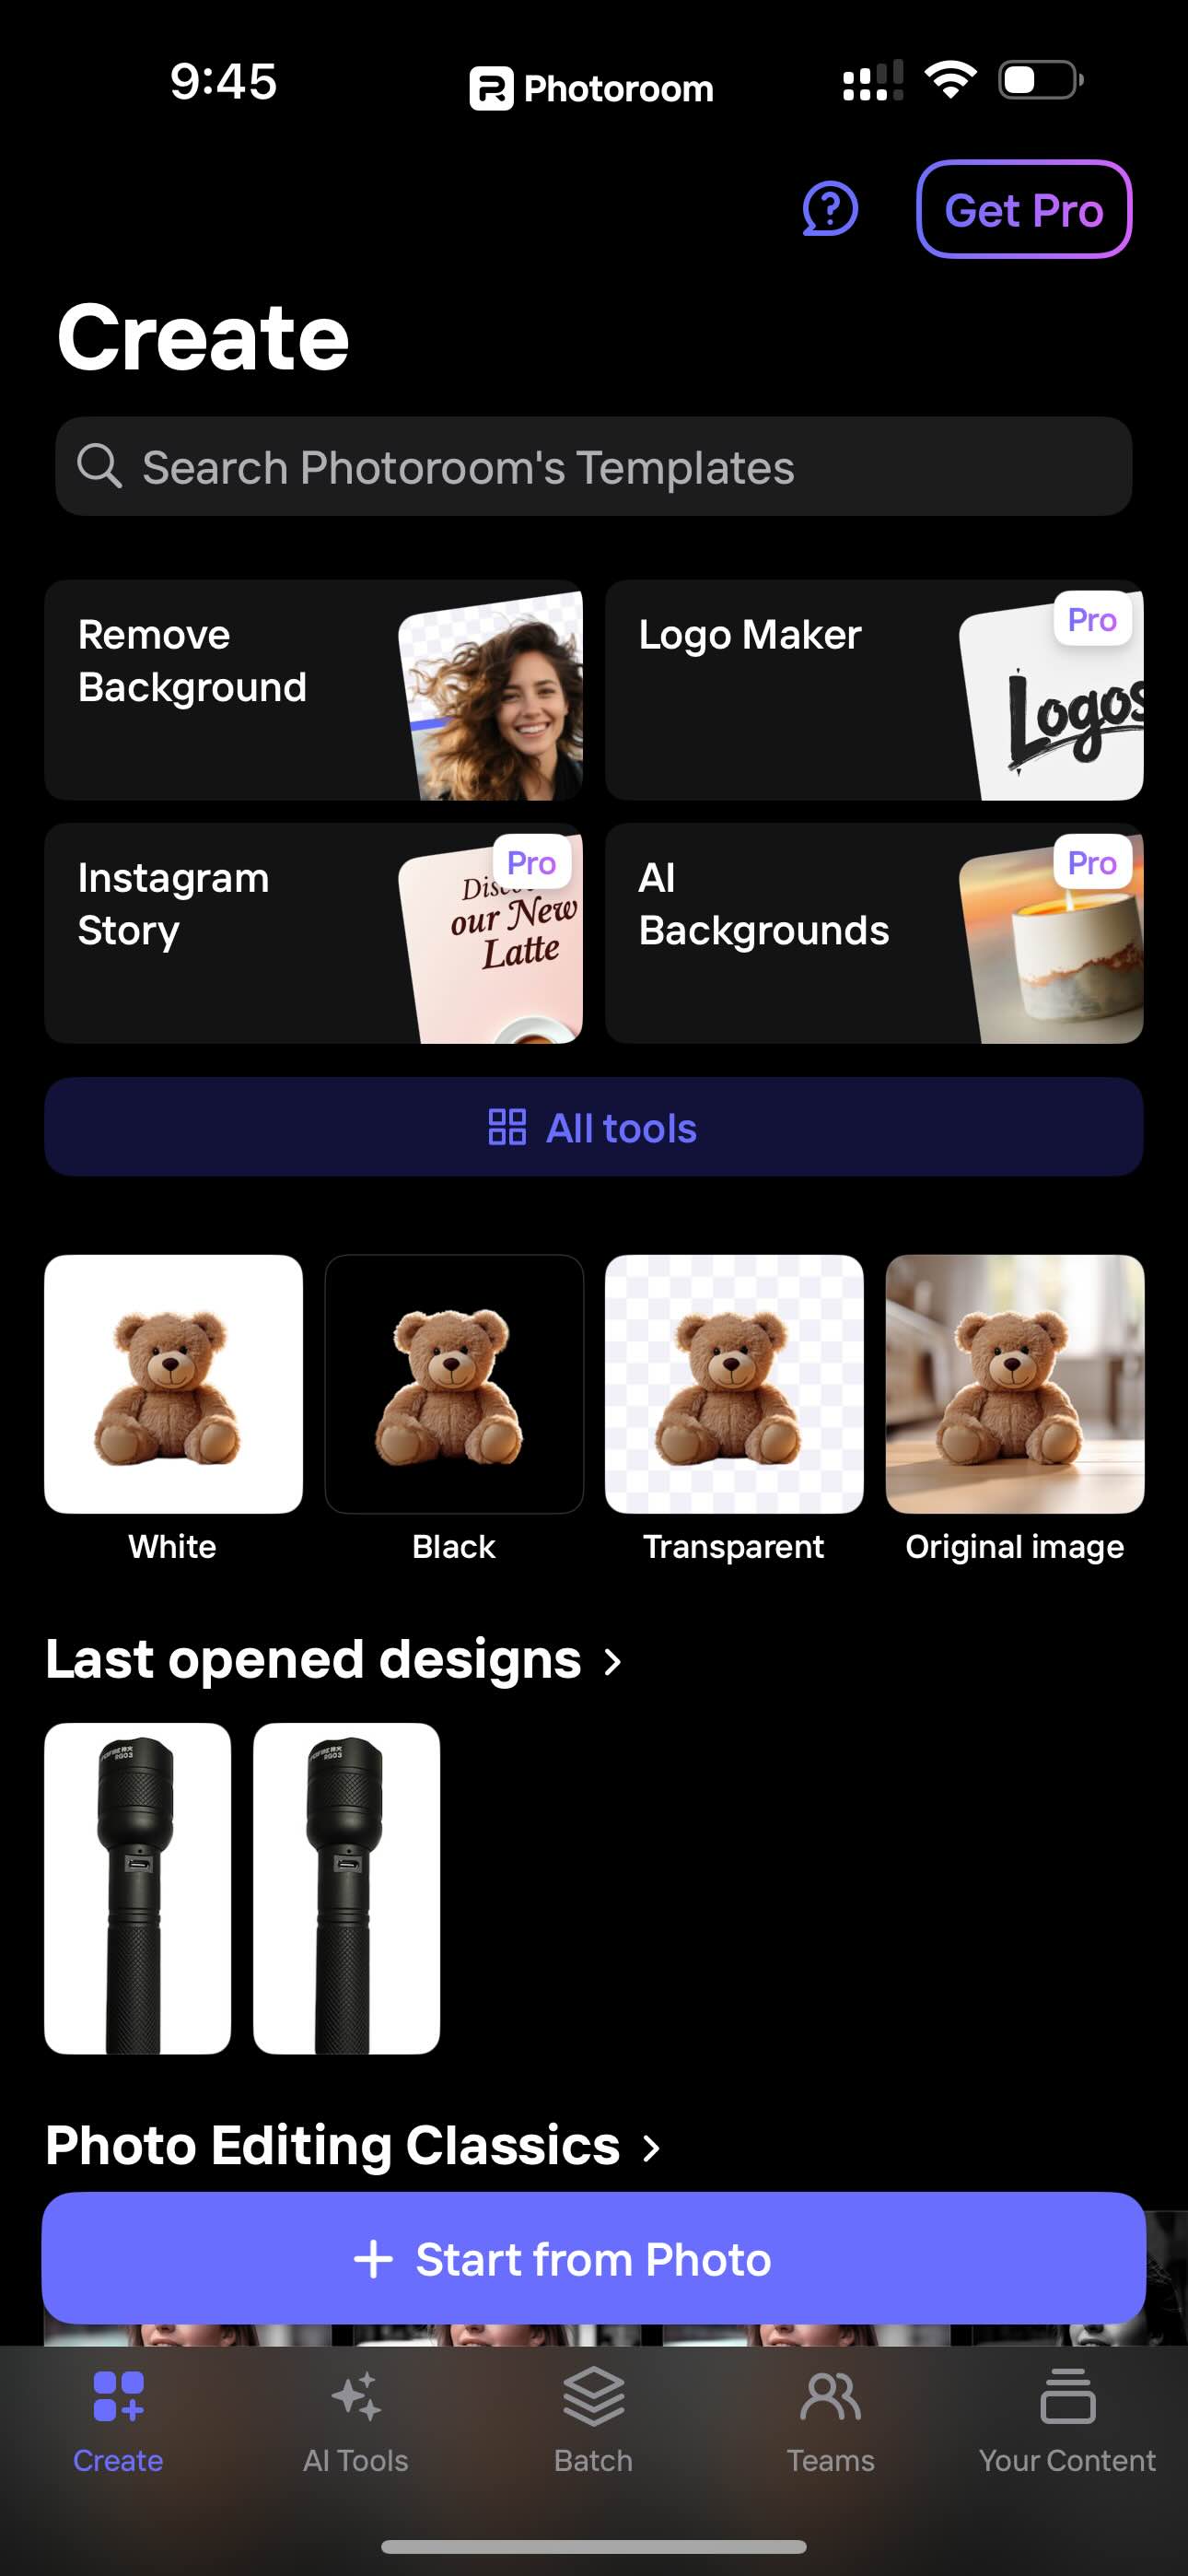 9:45
Photoroom
Get Pro
Create
Search Photoroom's Templates
Remove
Background
Logo Maker
Pro
Logos
Instagram
Story
Pro
our New
Latte
AI
Backgrounds
Pro
All tools
White
Black
Transparent
Original image
Last opened designs
RG03
RG03
Photo Editing Classics
Start from Photo
Create
AI Tools
Batch
Teams
Your Content